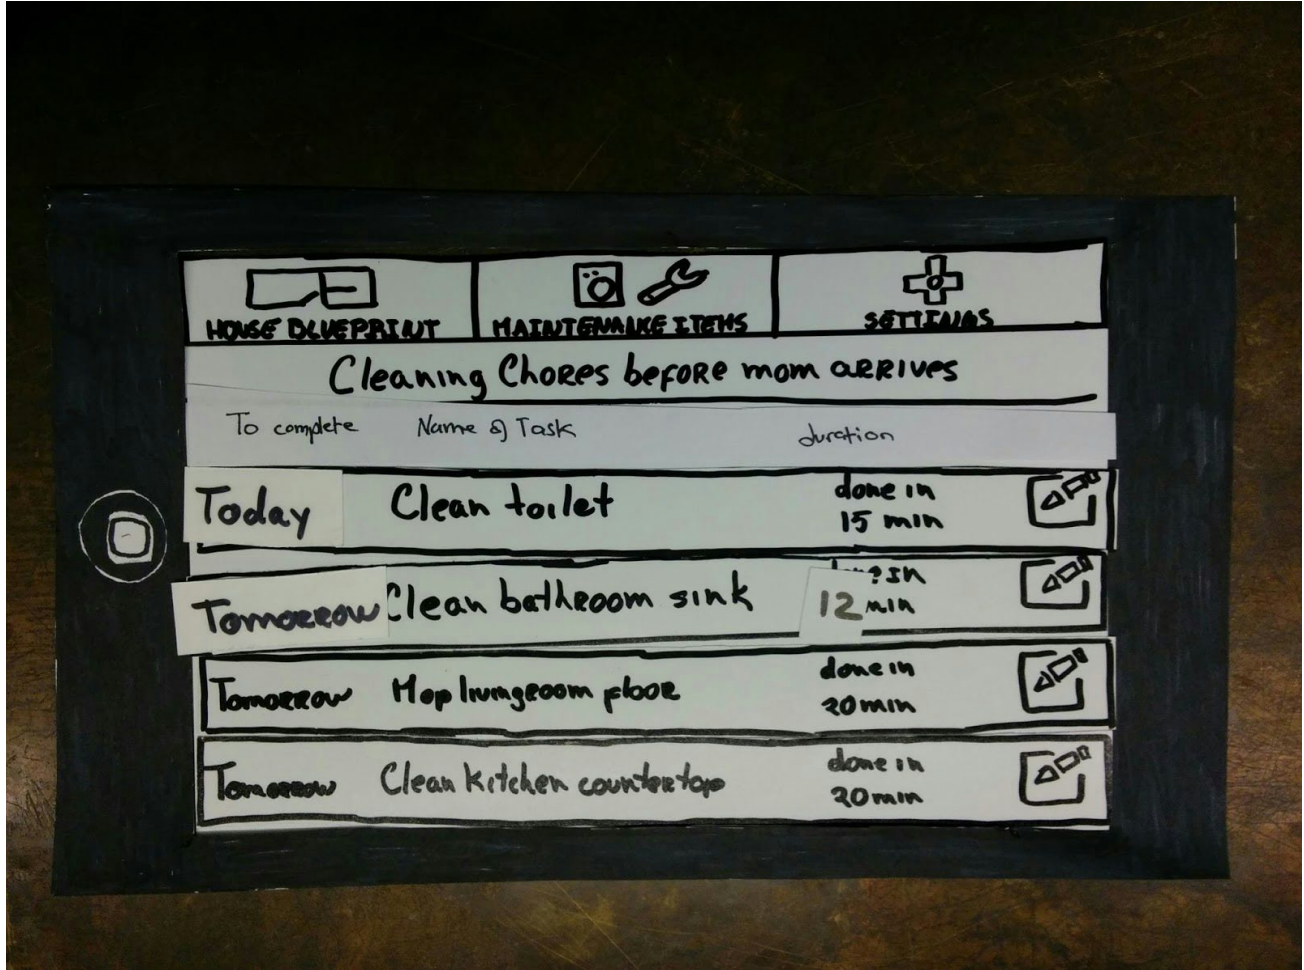 HOUSE BLUEPRINT
MAINTENANCE ITEMS
SETTINGS
Cleaning Chores before mom arrives
To complete Name of Task duration
Today Clean toilet done in
15 min
Tomorrow Clean bathroom sink
12 min
Tomorrow Mop livingroom floor done in
20 min
Tomorrow Clean kitchen countertop done in
20 min